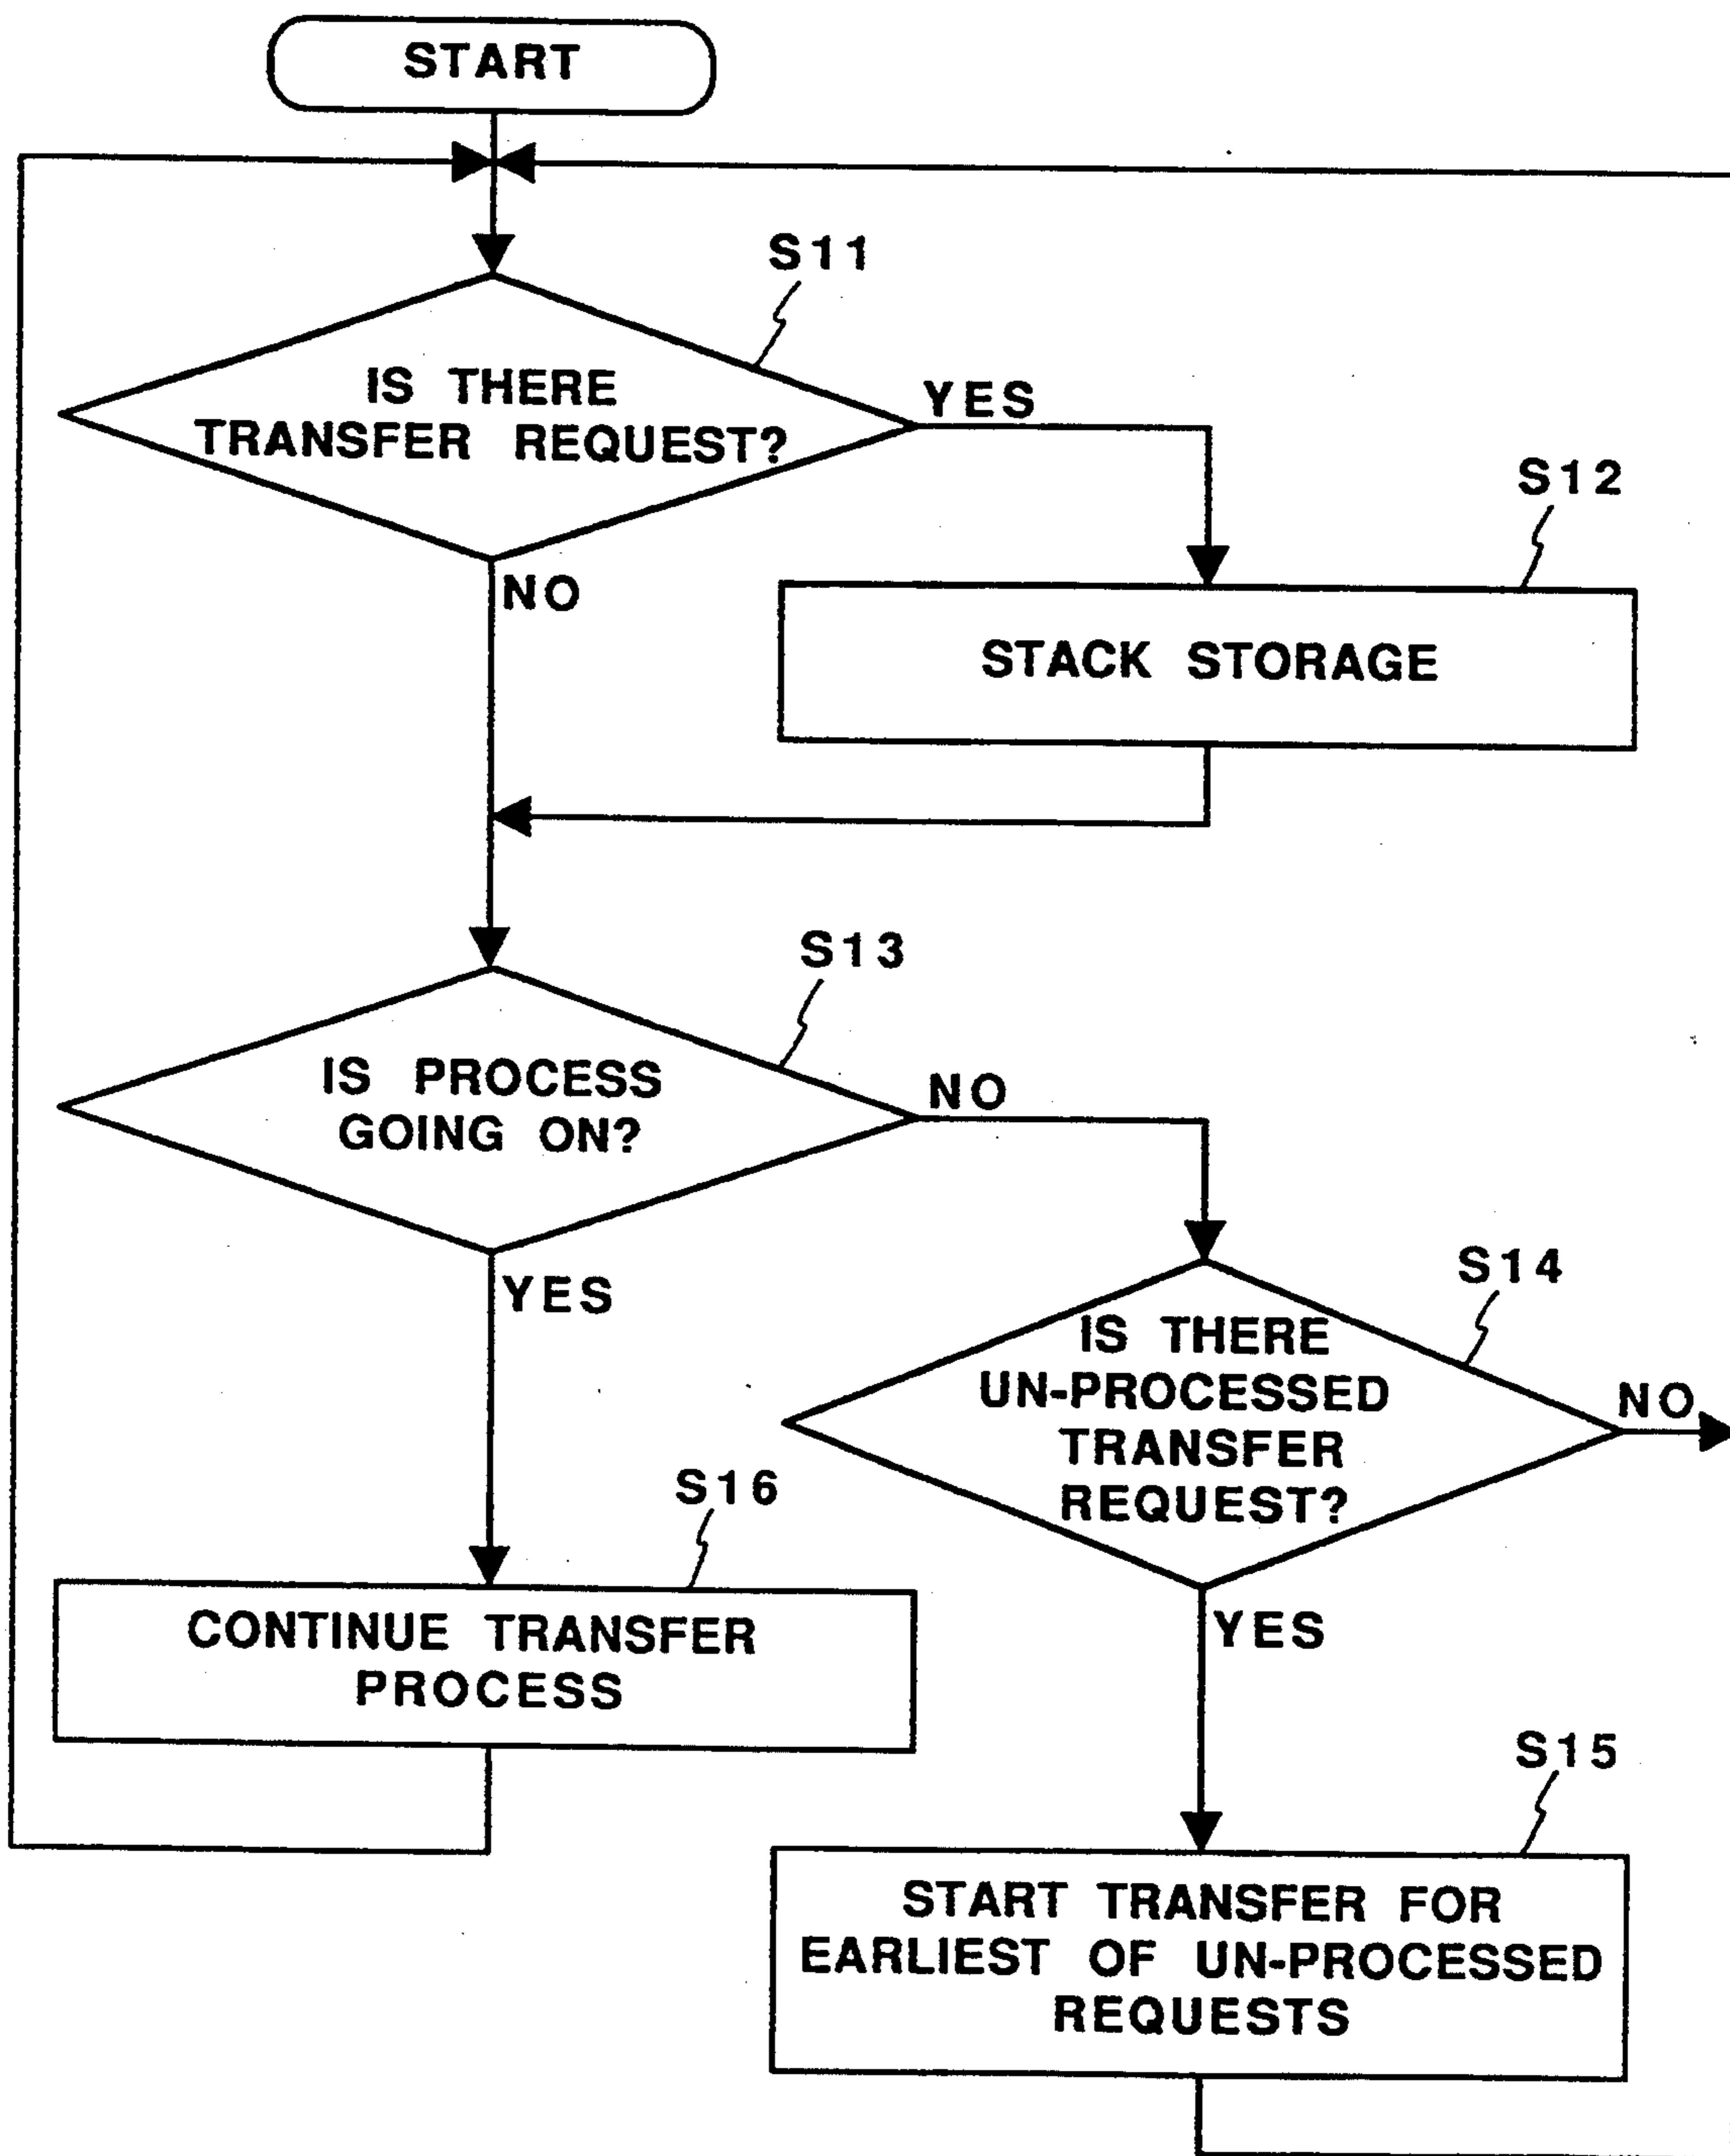 START
S11
IS THERE
TRANSFER REQUEST?
YES
S12
NO
STACK STORAGE
S13
IS PROCESS
GOING ON?
NO
YES
S14
IS THERE
UN-PROCESSED
TRANSFER
REQUEST?
NO
S16
CONTINUE TRANSFER
PROCESS
YES
S15
START TRANSFER FOR
EARLIEST OF UN-PROCESSED
REQUESTS